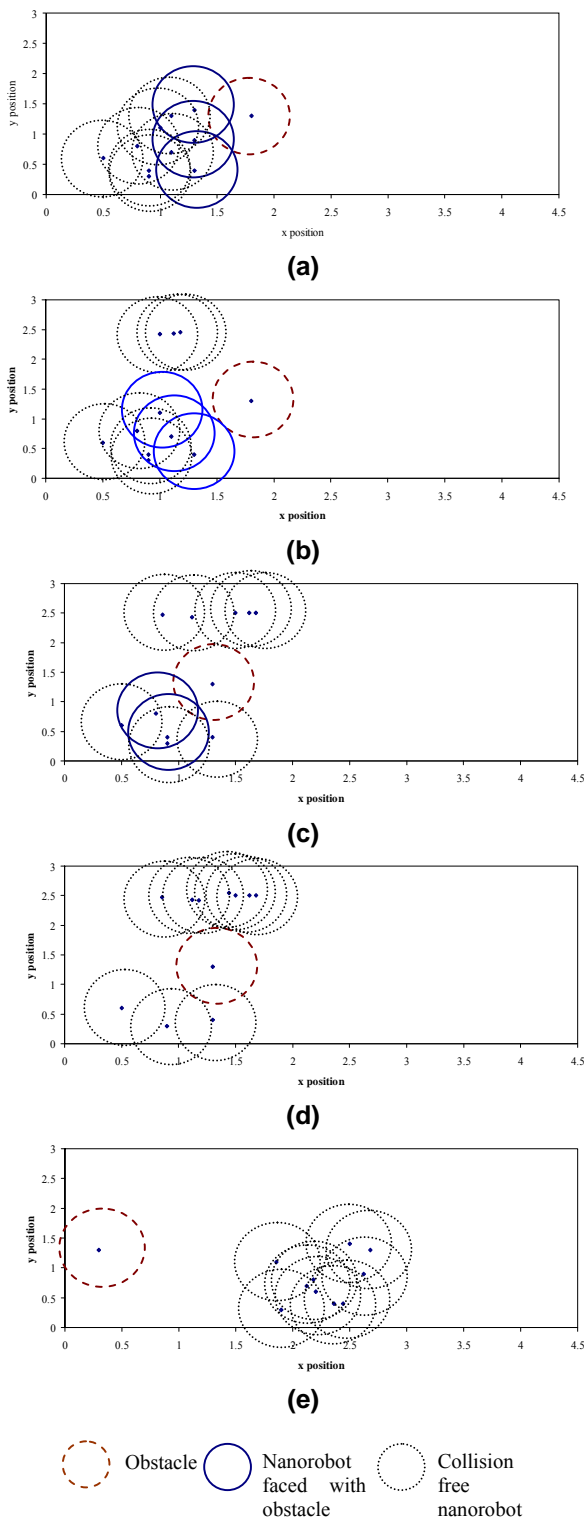 3
2.5
2
1.5
1
0.5
0
y position
0 0.5 1 1.5 2 2.5 3 3.5 4 4.5
x position
(a)
3
2.5
2
1.5
1
0.5
0
y position
0 0.5 1 1.5 2 2.5 3 3.5 4 4.5
x position
(b)
3
2.5
2
1.5
1
0.5
0
y position
0 0.5 1 1.5 2 2.5 3 3.5 4 4.5
x position
(c)
3
2.5
2
1.5
1
0.5
0
y position
0 0.5 1 1.5 2 2.5 3 3.5 4 4.5
x position
(d)
3
2.5
2
1.5
1
0.5
0
y position
0 0.5 1 1.5 2 2.5 3 3.5 4 4.5
x position
(e)
Obstacle
Nanorobot
faced with
obstacle
Collision
free
nanorobot